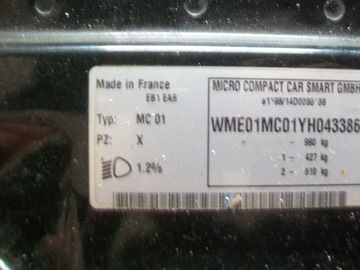 Made in France
MICRO COMPACT CAR SMART GMBH
EB1 EA6
e1*98/14*0098*08
Typ: MC 01
WME01MC01YH043386
PZ: X
– 980 kg
1 – 427 kg
1.2%
2 – 610 kg